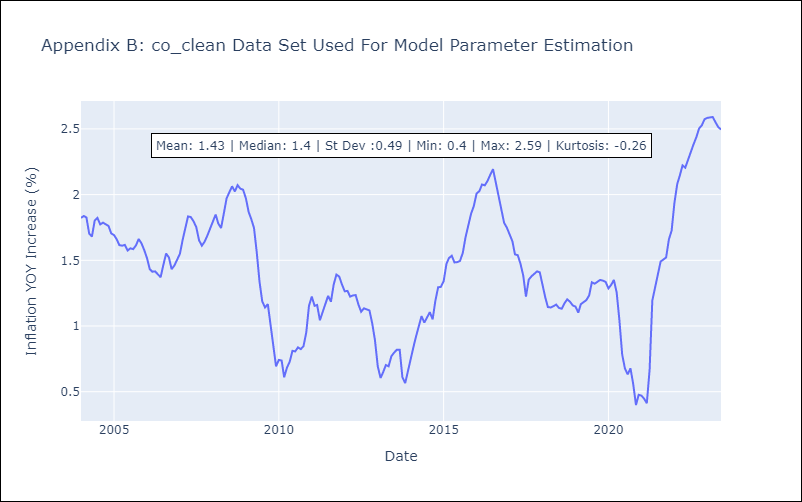 Appendix B: co_clean Data Set Used For Model Parameter Estimation
Mean: 1.43 | Median: 1.4 | St Dev :0.49 | Min: 0.4 | Max: 2.59 | Kurtosis: -0.26
Inflation YOY Increase (%)
2.5
2
1.5
1
0.5
2005
2010
2015
2020
Date